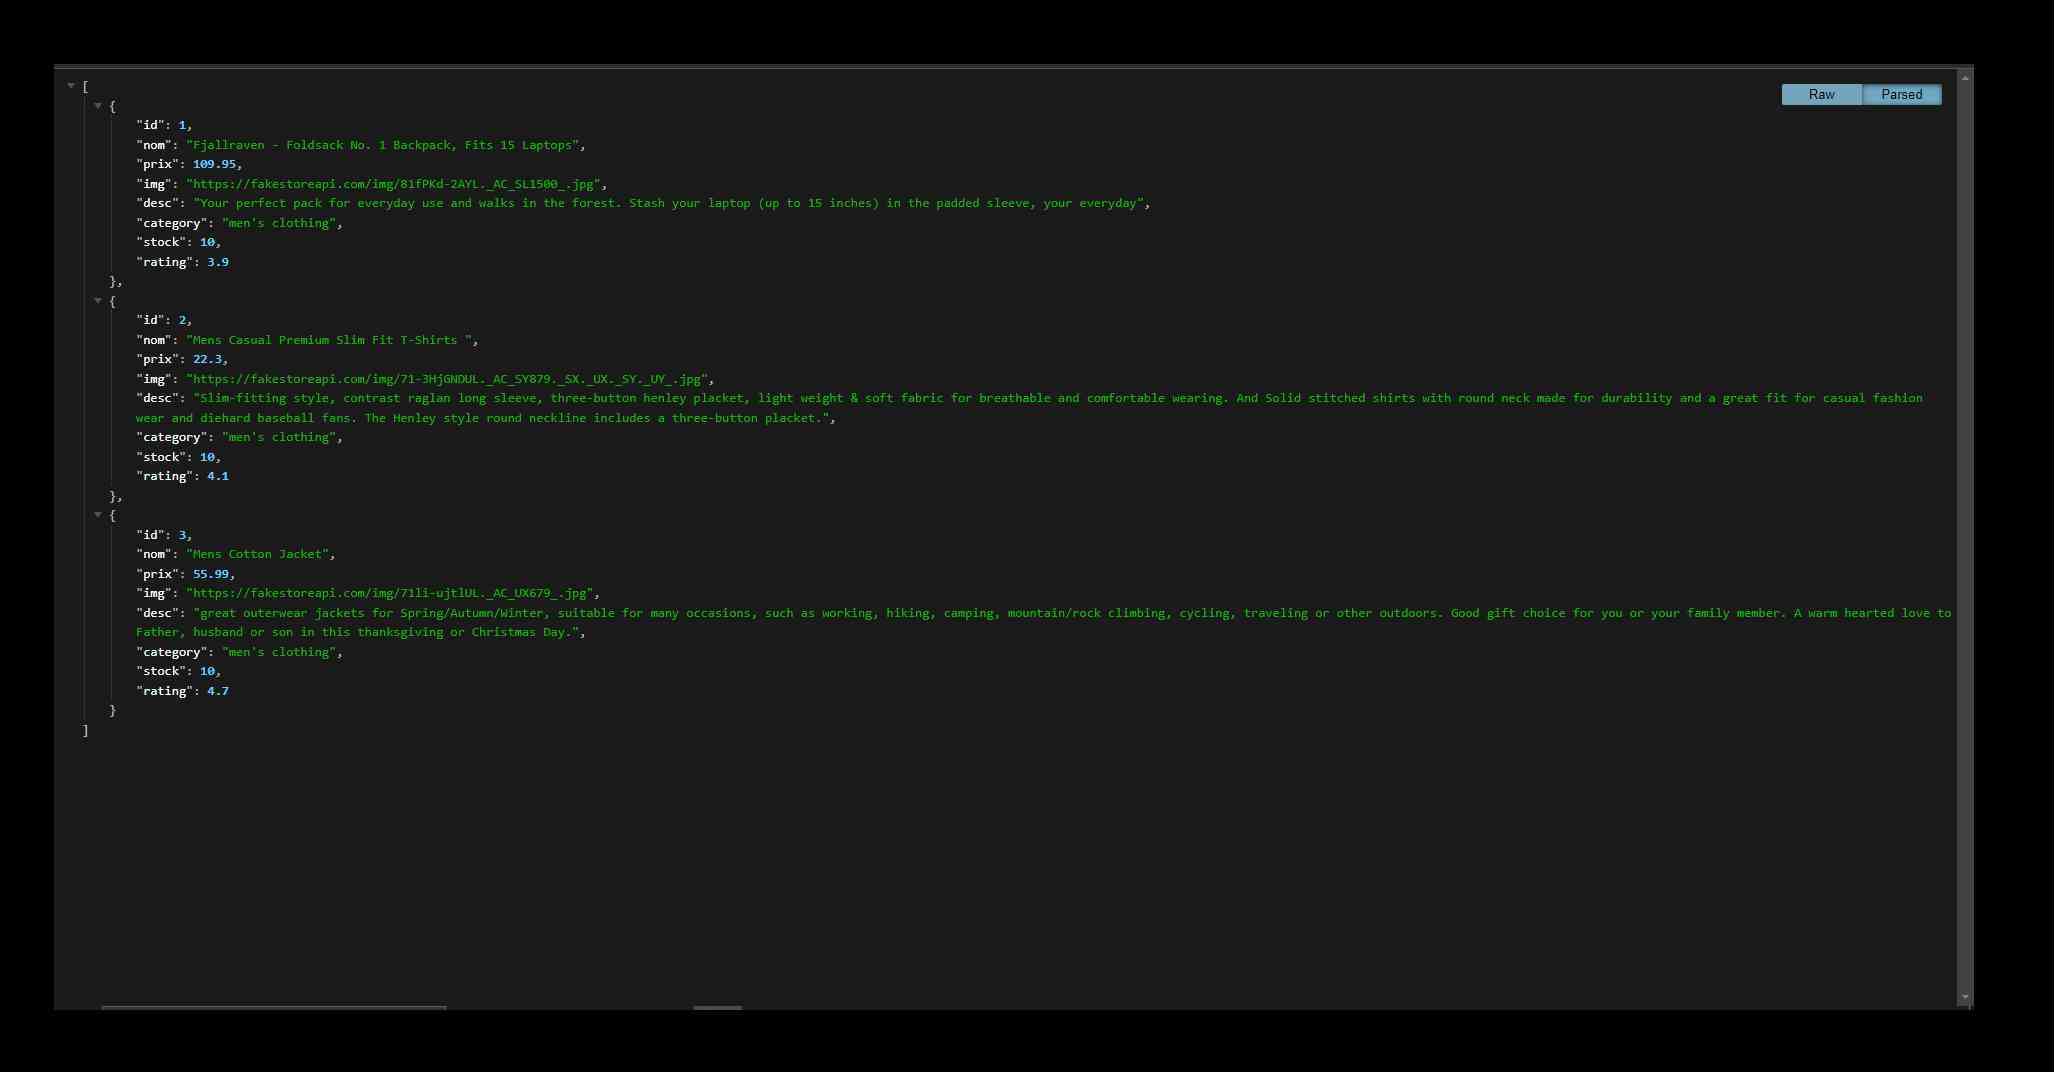 [
Raw Parsed
{
"id": 1,
"nom": "Fjallraven - Foldsack No. 1 Backpack, Fits 15 Laptops",
"prix": 109.95,
"img": "https://fakestoreapi.com/img/81fPKd-2AYL._AC_SL1500_.jpg",
"desc": "Your perfect pack for everyday use and walks in the forest. Stash your laptop (up to 15 inches) in the padded sleeve, your everyday",
"category": "men's clothing",
"stock": 10,
"rating": 3.9
},
{
"id": 2,
"nom": "Mens Casual Premium Slim Fit T-Shirts ",
"prix": 22.3,
"img": "https://fakestoreapi.com/img/71-3HjGNDUL._AC_SY879._SX._UX._SY._UY_.jpg",
"desc": "Slim-fitting style, contrast raglan long sleeve, three-button henley placket, light weight & soft fabric for breathable and comfortable wearing. And Solid stitched shirts with round neck made for durability and a great fit for casual fashion
wear and diehard baseball fans. The Henley style round neckline includes a three-button placket.",
"category": "men's clothing",
"stock": 10,
"rating": 4.1
},
{
"id": 3,
"nom": "Mens Cotton Jacket",
"prix": 55.99,
"img": "https://fakestoreapi.com/img/71li-ujtlUL._AC_UX679_.jpg",
"desc": "great outerwear jackets for Spring/Autumn/Winter, suitable for many occasions, such as working, hiking, camping, mountain/rock climbing, cycling, traveling or other outdoors. Good gift choice for you or your family member. A warm hearted love to
Father, husband or son in this thanksgiving or Christmas Day.",
"category": "men's clothing",
"stock": 10,
"rating": 4.7
}
]